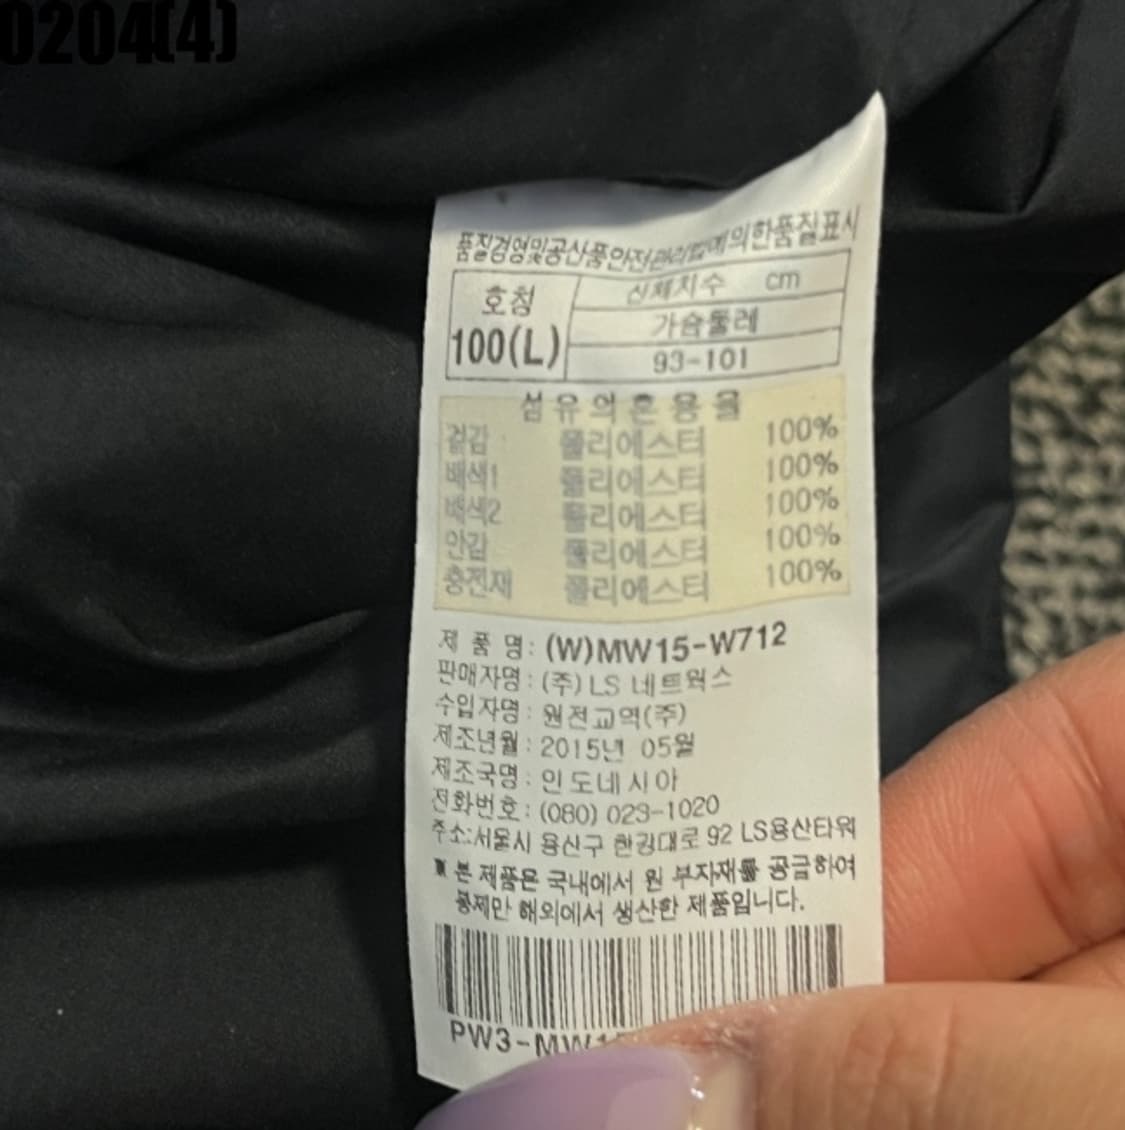 0204(4)
품질경영및공산품안전관리법에의한품질표시
호칭
100(L)
신체치수 cm
가슴둘레
93-101
섬유의혼용율
겉감 폴리에스터 100%
배색1 폴리에스터 100%
배색2 폴리에스터 100%
안감 폴리에스터 100%
충전재 폴리에스터 100%
제 품 명: (W)MW15-W712
판매자명: (주)LS 네트웍스
수입자명: 원전교역(주)
제조년월: 2015년 05월
제조국명: 인도네시아
전화번호: (080) 023-1020
주소:서울시 용산구 한강대로 92 LS용산타워
※ 본 제품은 국내에서 원 부자재를 공급하여
봉제만 해외에서 생산한 제품입니다.
PW3-MW15